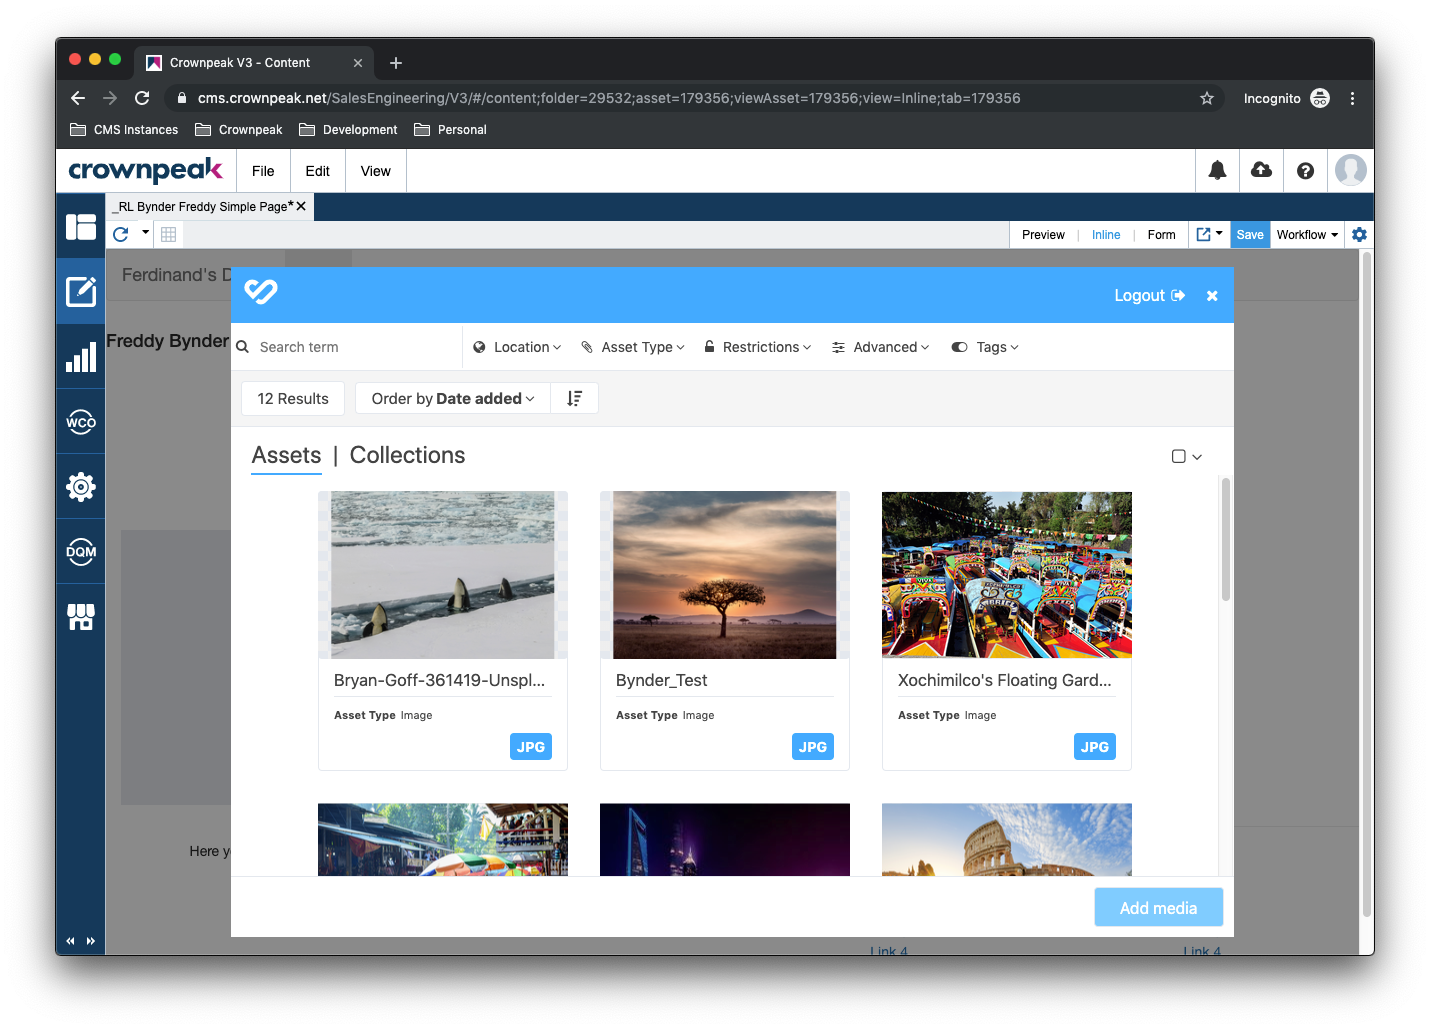 Crownpeak V3 - Content
cms.crownpeak.net/SalesEngineering/V3/#/content;folder=29532;asset=179356;viewAsset=179356;view=Inline;tab=179356
Incognito
CMS Instances
Crownpeak
Development
Personal
crownpeak
File
Edit
View
_RL Bynder Freddy Simple Page*
Preview
Inline
Form
Save
Workflow
Ferdinand's D
Logout
Freddy Bynder
Search term
Location
Asset Type
Restrictions
Advanced
Tags
12 Results
Order by Date added
WCO
Assets | Collections
DQM
Bryan-Goff-361419-Unspl...
Asset Type Image
JPG
Bynder_Test
Asset Type Image
JPG
Xochimilco's Floating Gard...
Asset Type Image
JPG
Here y
Add media
Link 4
Link 4